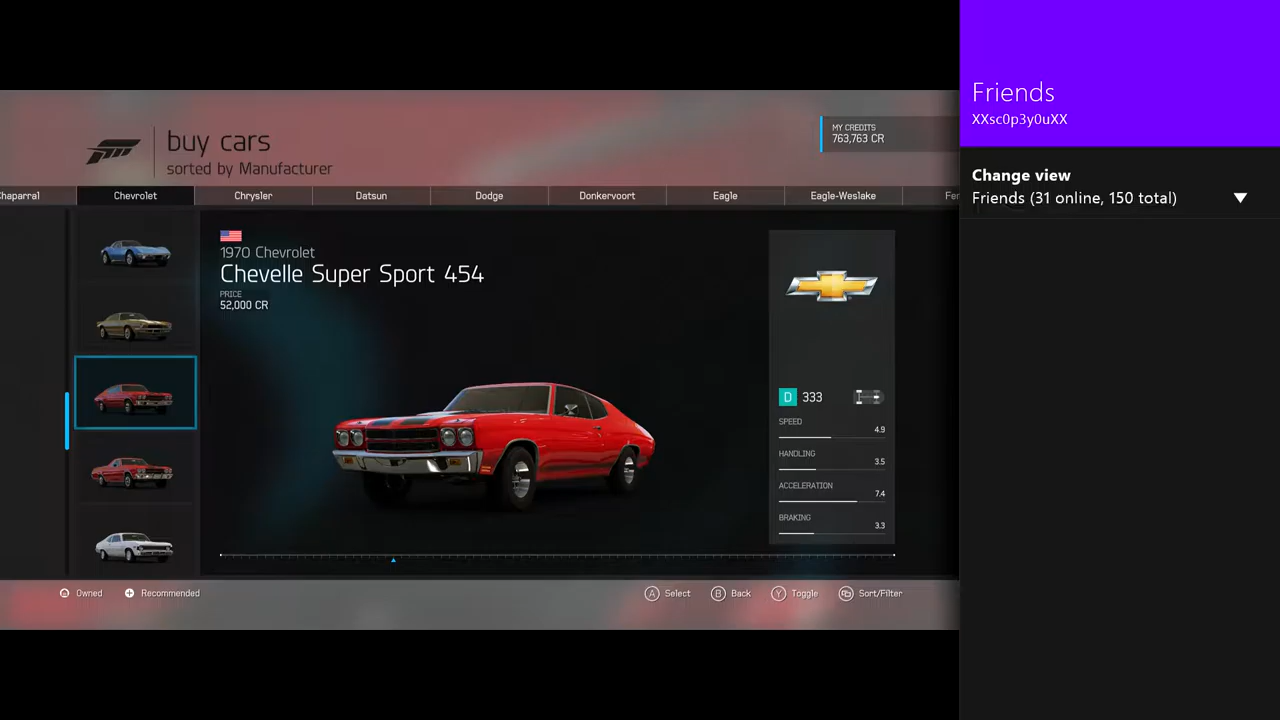 buy cars
sorted by Manufacturer
MY CREDITS
763,763 CR
haparral Chevrolet Chrysler Datsun Dodge Donkervoort Eagle Eagle-Weslake Fer
1970 Chevrolet
Chevelle Super Sport 454
PRICE
52,000 CR
D 333
SPEED
4.9
HANDLING
3.5
ACCELERATION
7.4
BRAKING
3.3
Owned Recommended
A Select B Back Y Toggle Sort/Filter
Friends
XXsc0p3y0uXX
Change view
Friends (31 online, 150 total)